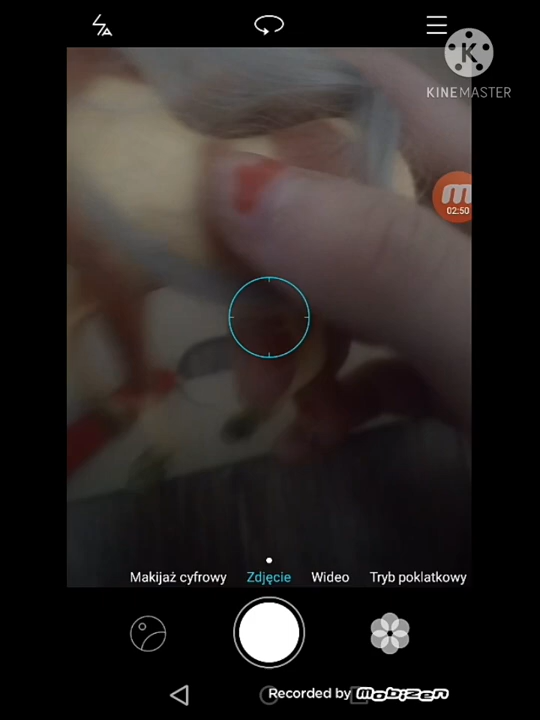 A
K
KINEMASTER
02:50
Makijaż cyfrowy Zdjęcie Wideo Tryb poklatkowy
Recorded by Mobizen